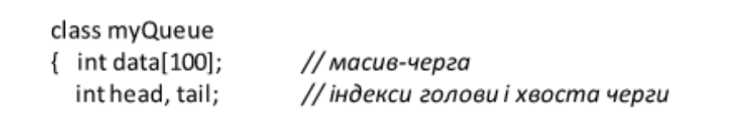 class myQueue
{ int data[100]; // масив-черга
int head, tail; // індекси голови і хвоста черги